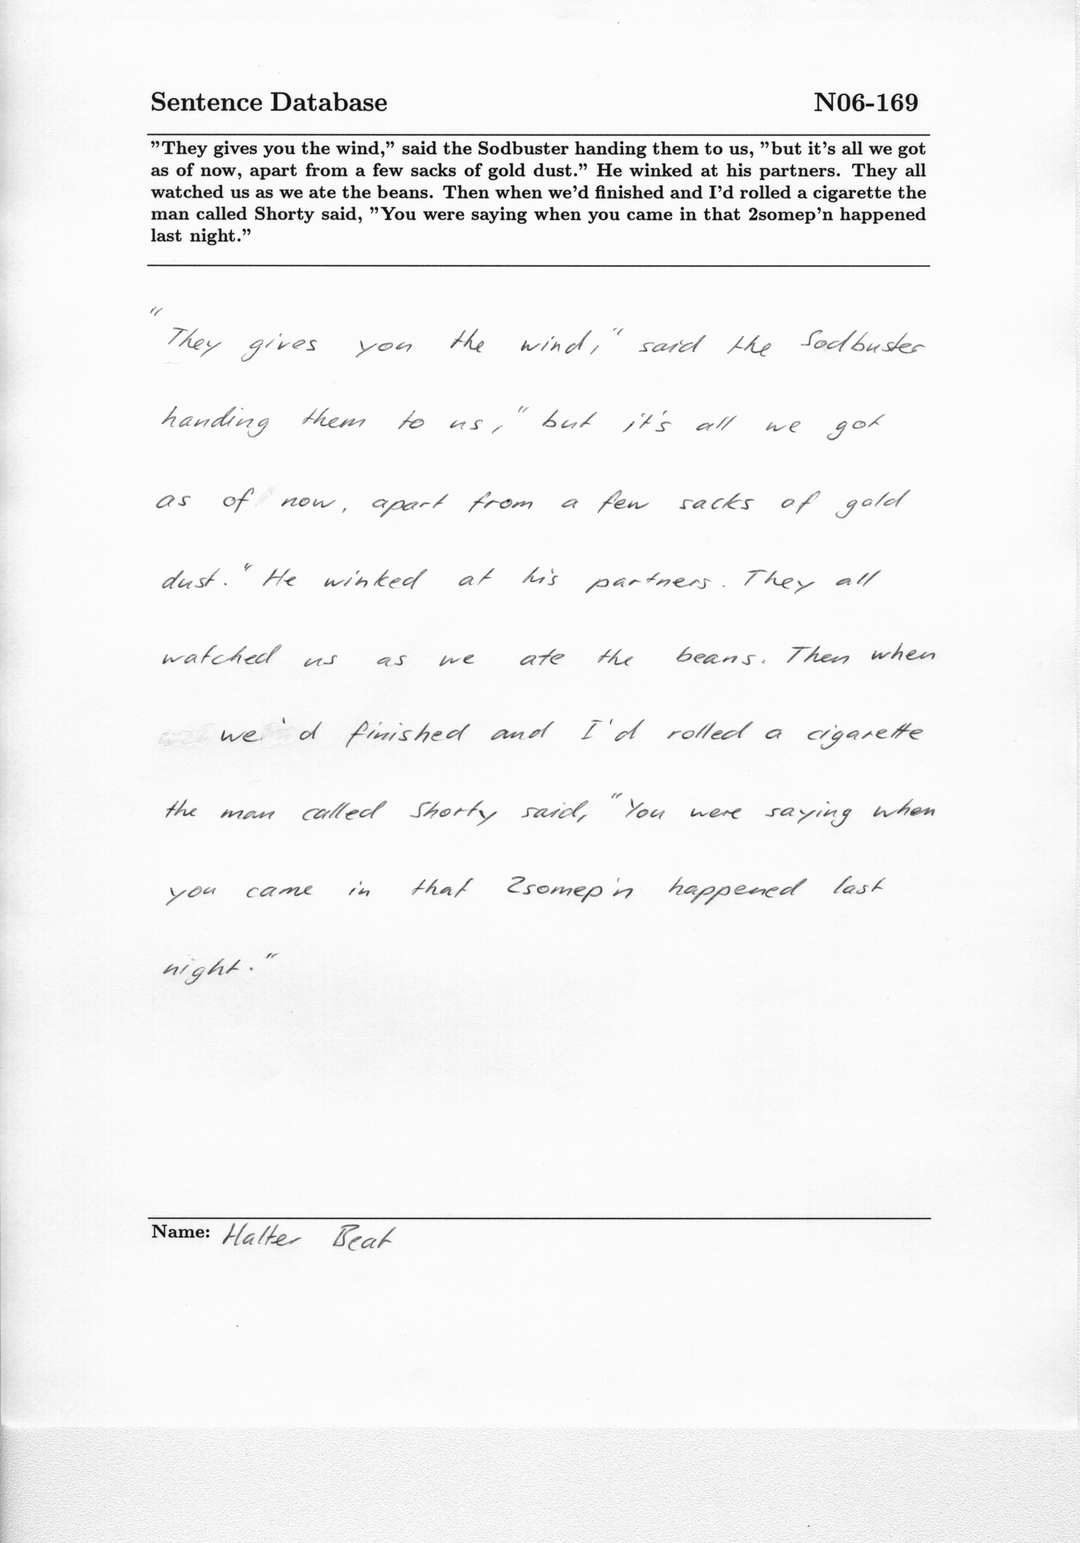 Sentence Database N06-169
"They gives you the wind," said the Sodbuster handing them to us, "but it's all we got
as of now, apart from a few sacks of gold dust." He winked at his partners. They all
watched us as we ate the beans. Then when we'd finished and I'd rolled a cigarette the
man called Shorty said, "You were saying when you came in that 2somep'n happened
last night."
"They gives you the wind," said the Sodbuster
handing them to us, "but it's all we got
as of now, apart from a few sacks of gold
dust." He winked at his partners. They all
watched us as we ate the beans. Then when
we'd finished and I'd rolled a cigarette
the man called Shorty said, "You were saying when
you came in that 2somep'n happened last
night."
Name: Halter Beat